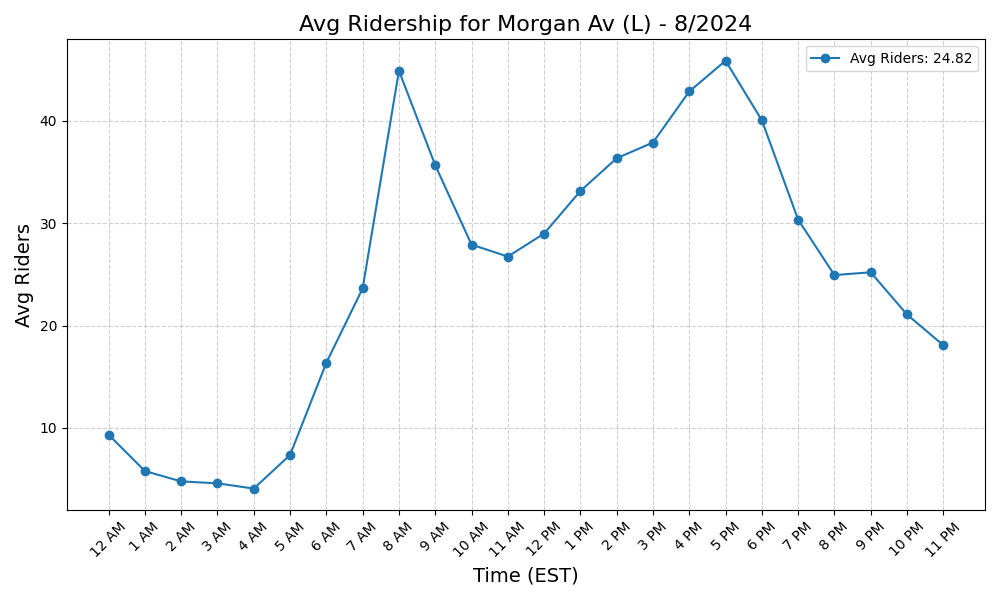 Avg Ridership for Morgan Av (L) - 8/2024
Avg Riders: 24.82
Avg Riders
40
30
20
10
12 AM
1 AM
2 AM
3 AM
4 AM
5 AM
6 AM
7 AM
8 AM
9 AM
10 AM
11 AM
12 PM
1 PM
2 PM
3 PM
4 PM
5 PM
6 PM
7 PM
8 PM
9 PM
10 PM
11 PM
Time (EST)